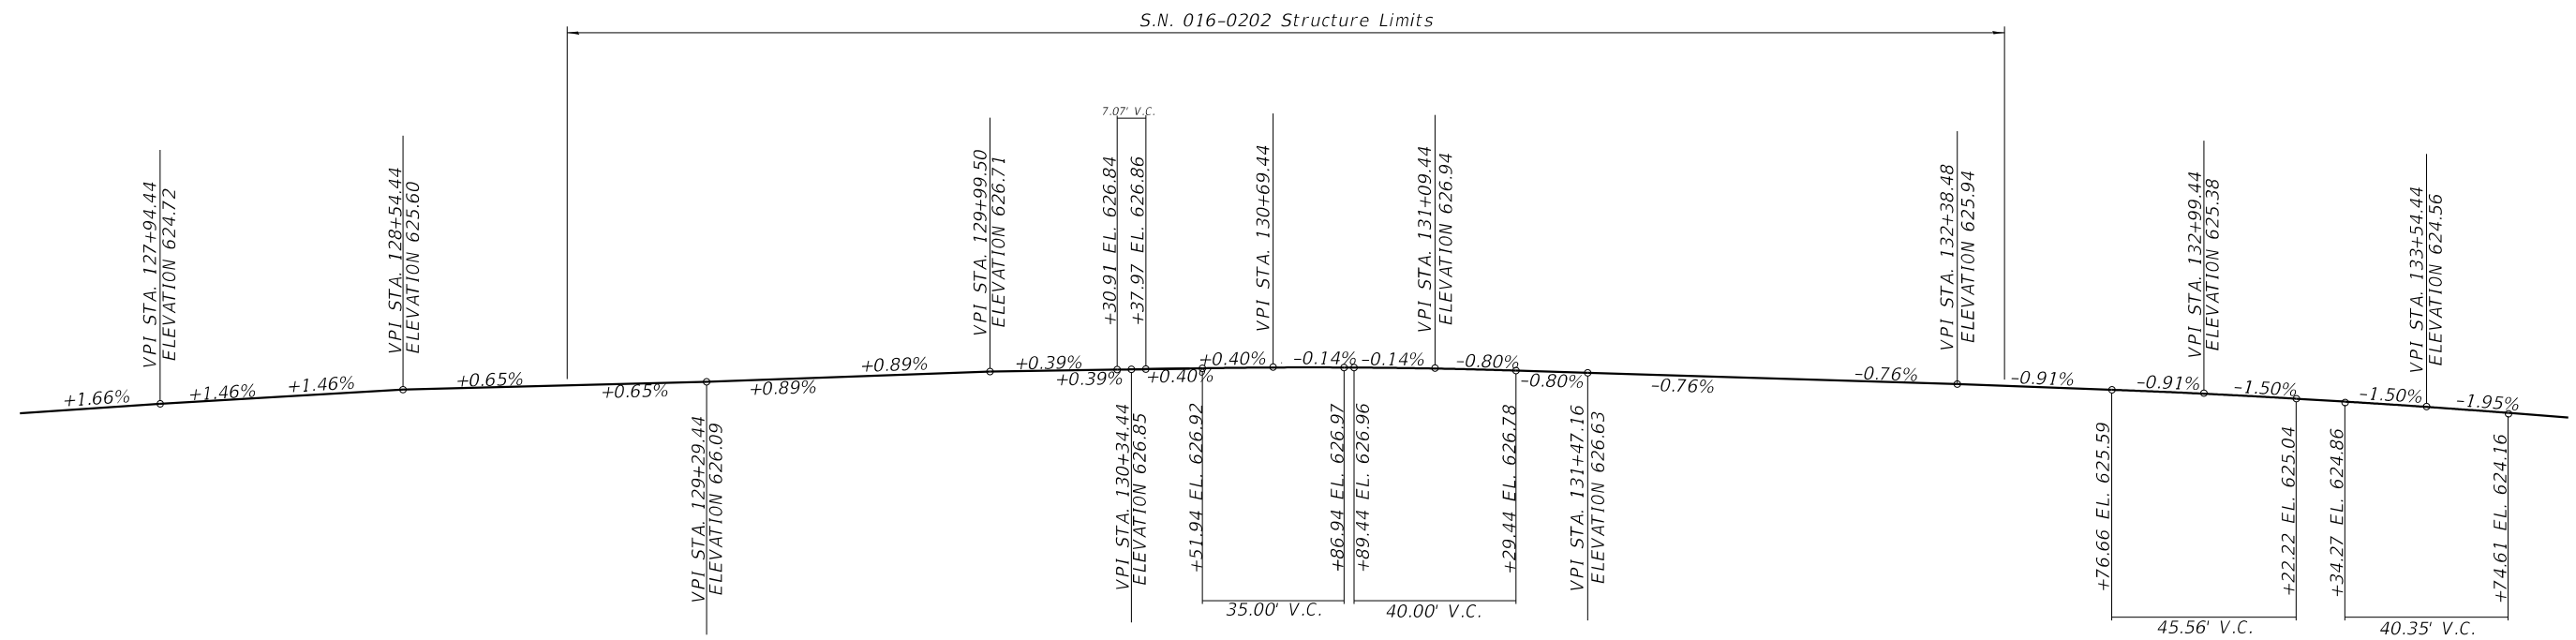 S.N. 016-0202 Structure Limits
7.07' V.C.
VPI STA. 127+94.44
ELEVATION 624.72
VPI STA. 128+54.44
ELEVATION 625.60
VPI STA. 129+99.50
ELEVATION 626.71
+30.91 EL. 626.84
+37.97 EL. 626.86
VPI STA. 130+69.44
VPI STA. 131+09.44
ELEVATION 626.94
VPI STA. 132+38.48
ELEVATION 625.94
VPI STA. 132+99.44
ELEVATION 625.38
VPI STA. 133+54.44
ELEVATION 624.56
+1.66%
+1.46%
+1.46%
+0.65%
+0.65%
+0.89%
+0.89%
+0.39%
+0.39%
+0.40%
+0.40%
-0.14%
-0.14%
-0.80%
-0.80%
-0.76%
-0.76%
-0.91%
-0.91%
-1.50%
-1.50%
-1.95%
VPI STA. 129+29.44
ELEVATION 626.09
VPI STA. 130+34.44
ELEVATION 626.85
+51.94 EL. 626.92
+86.94 EL. 626.97
+89.44 EL. 626.96
+29.44 EL. 626.78
VPI STA. 131+47.16
ELEVATION 626.63
+76.66 EL. 625.59
+22.22 EL. 625.04
+34.27 EL. 624.86
+74.61 EL. 624.16
35.00' V.C.
40.00' V.C.
45.56' V.C.
40.35' V.C.